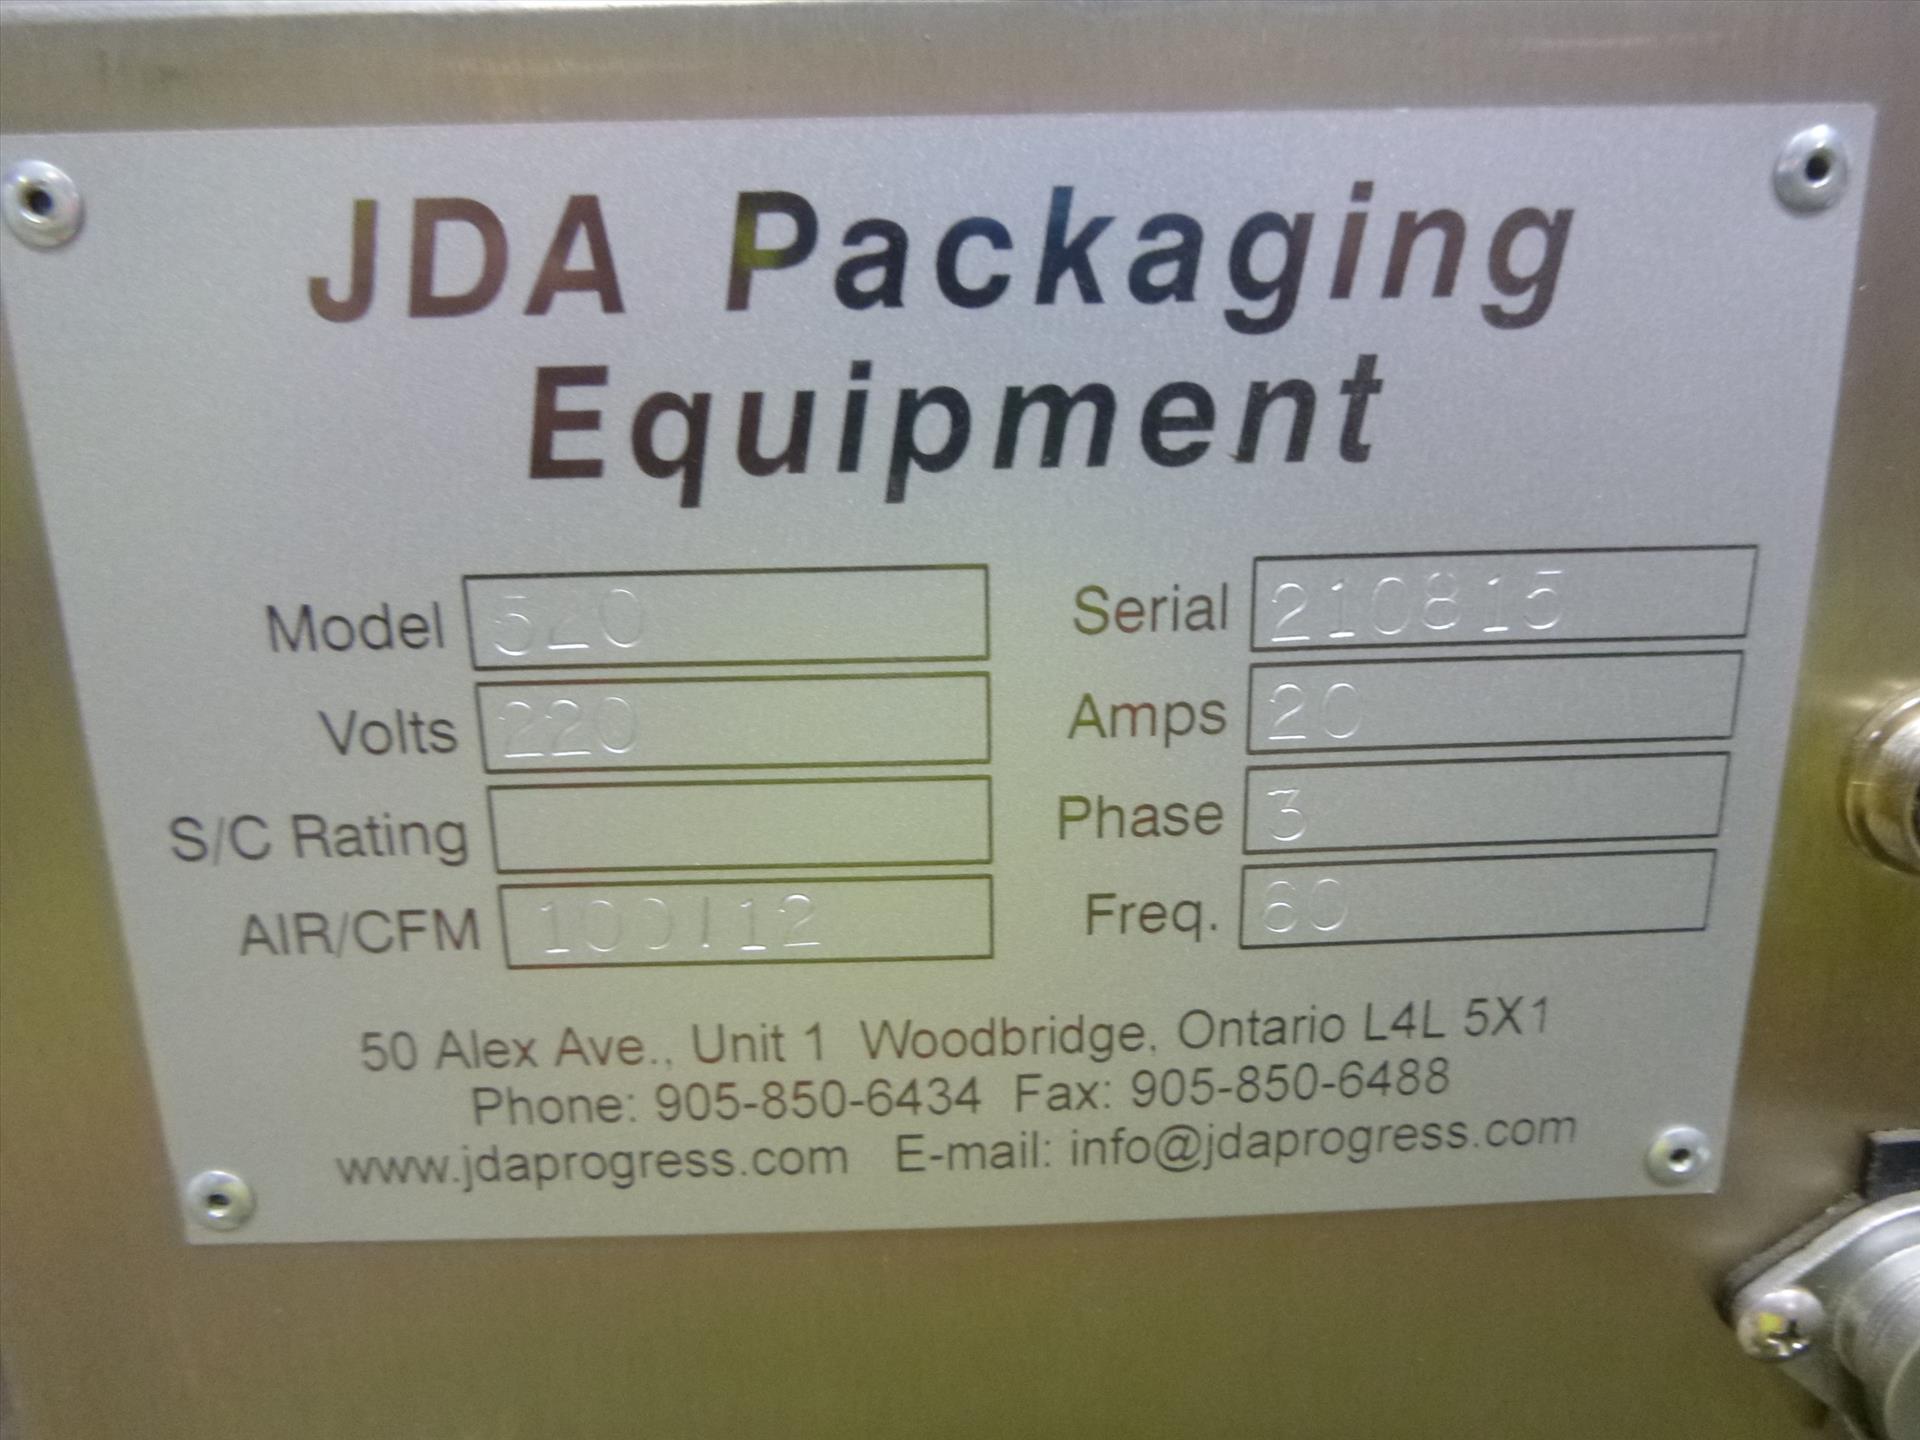 JDA Packaging
Equipment
Model 520 Serial 210815
Volts 220 Amps 20
S/C Rating Phase 3
AIR/CFM 100/12 Freq. 60
50 Alex Ave., Unit 1 Woodbridge, Ontario L4L 5X1
Phone: 905-850-6434 Fax: 905-850-6488
www.jdaprogress.com E-mail: info@jdaprogress.com